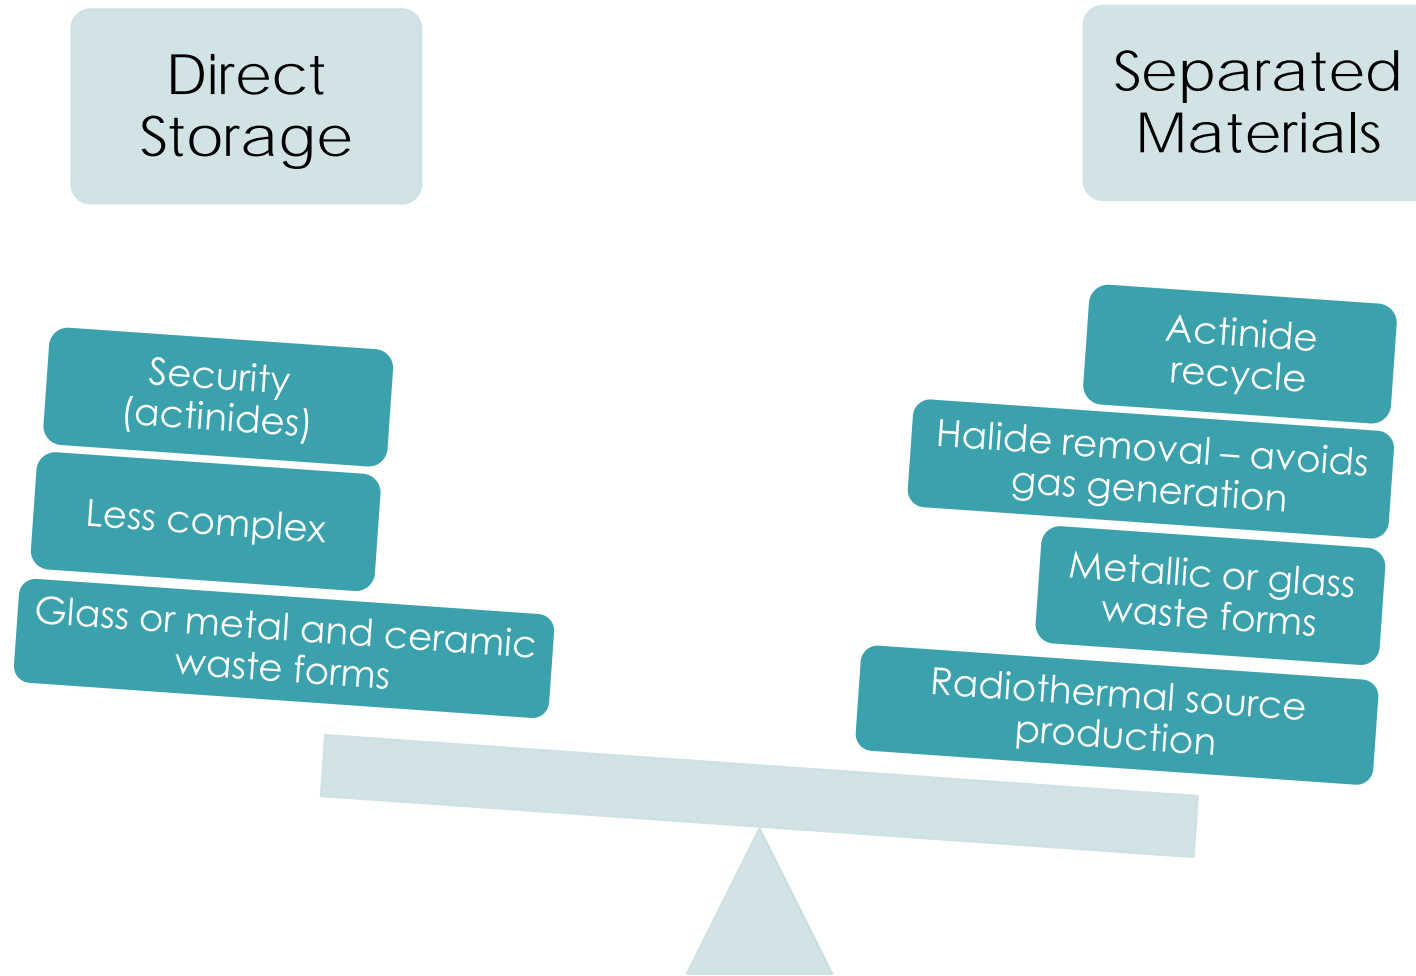 Direct
Storage
Separated
Materials
Security
(actinides)
Less complex
Glass or metal and ceramic
waste forms
Actinide
recycle
Halide removal – avoids
gas generation
Metallic or glass
waste forms
Radiothermal source
production